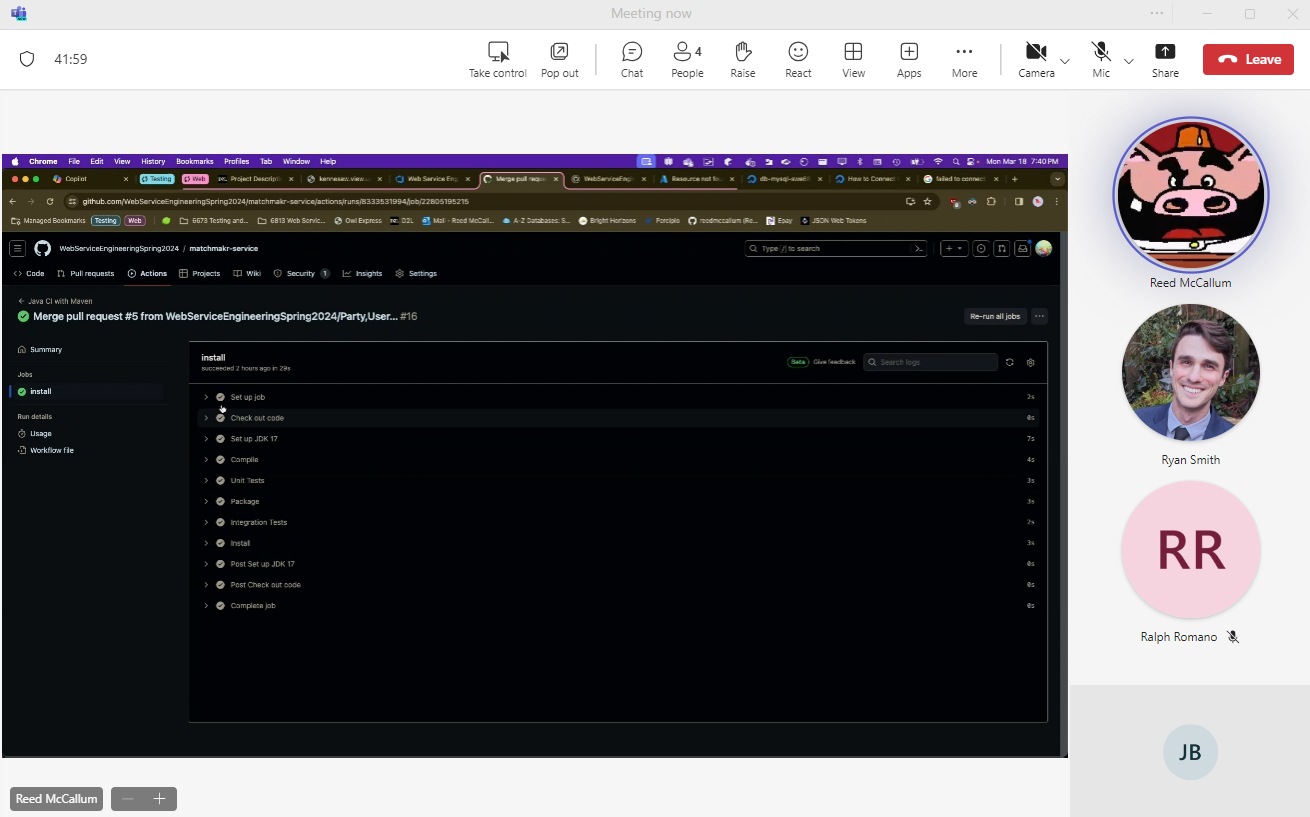 Meeting now
41:59
Take control
Pop out
Chat
4
People
Raise
React
View
Apps
More
Camera
Mic
Share
Leave
Chrome File Edit View History Bookmarks Profiles Tab Window Help
Mon Mar 18 7:40 PM
Copilot
Testing
Web
Project Descripti
kennesaw.view.u
Web Service Eng
Merge pull reque
WebServiceEngin
Resource not fo
db-mysql-swe6
How to Connect
failed to connect
github.com/WebServiceEngineeringSpring2024/matchmakr-service/actions/runs/8333531994/job/22805195215
Managed Bookmarks
Testing
Web
6673 Testing and...
6813 Web Servic...
Owl Express
D2L
Mail - Reed McCall...
A-Z Databases: S...
Bright Horizons
Parcipio
reedmccallum (Re...
Epay
JSON Web Tokens
WebServiceEngineeringSpring2024 / matchmakr-service
Type / to search
Code
Pull requests
Actions
Projects
Wiki
Security 1
Insights
Settings
← Java CI with Maven
Merge pull request #5 from WebServiceEngineeringSpring2024/Party,User... #16
Re-run all jobs
Summary
Jobs
install
Run details
Usage
Workflow file
install
succeeded 2 hours ago in 29s
Beta Give feedback
Search logs
Set up job 2s
Check out code 0s
Set up JDK 17 7s
Compile 4s
Unit Tests 3s
Package 3s
Integration Tests 2s
Install 3s
Post Set up JDK 17 0s
Post Check out code 0s
Complete job 0s
Reed McCallum
Ryan Smith
RR
Ralph Romano
JB
Reed McCallum